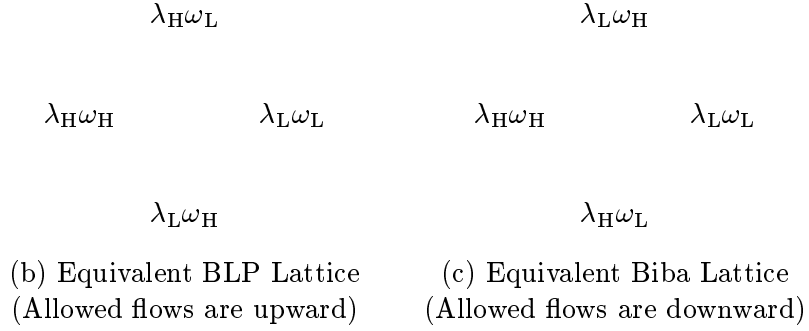 λHωL λLωH
λHωH λLωL λHωH λLωL
λLωH λHωL
(b) Equivalent BLP Lattice (c) Equivalent Biba Lattice
(Allowed flows are upward) (Allowed flows are downward)